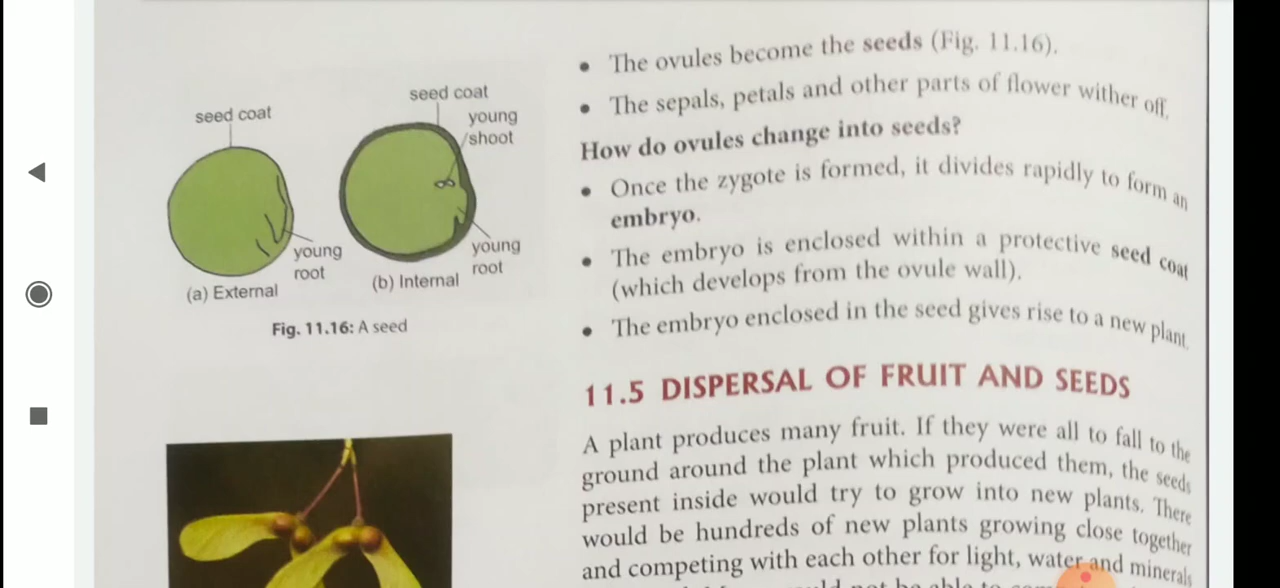 seed coat
seed coat
young
shoot
young
root
young
root
(a) External
(b) Internal
Fig. 11.16: A seed
• The ovules become the seeds (Fig. 11.16).
• The sepals, petals and other parts of flower wither off.
How do ovules change into seeds?
• Once the zygote is formed, it divides rapidly to form an
embryo.
• The embryo is enclosed within a protective seed coat
(which develops from the ovule wall).
• The embryo enclosed in the seed gives rise to a new plant.
11.5 DISPERSAL OF FRUIT AND SEEDS
A plant produces many fruit. If they were all to fall to the
ground around the plant which produced them, the seeds
present inside would try to grow into new plants. There
would be hundreds of new plants growing close together
and competing with each other for light, water and minerals